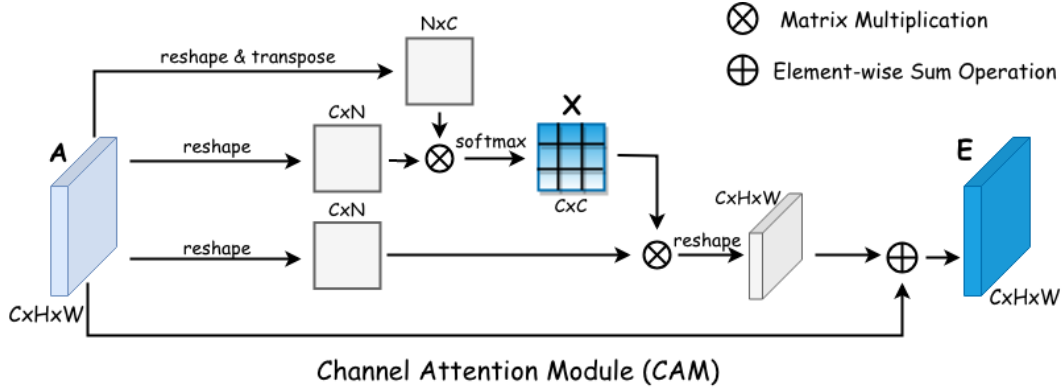 NxC
Matrix Multiplication
reshape & transpose
Element-wise Sum Operation
CxN
X
A
reshape
softmax
E
CxC
CxN
CxHxW
reshape
reshape
CxHxW
CxHxW
Channel Attention Module (CAM)